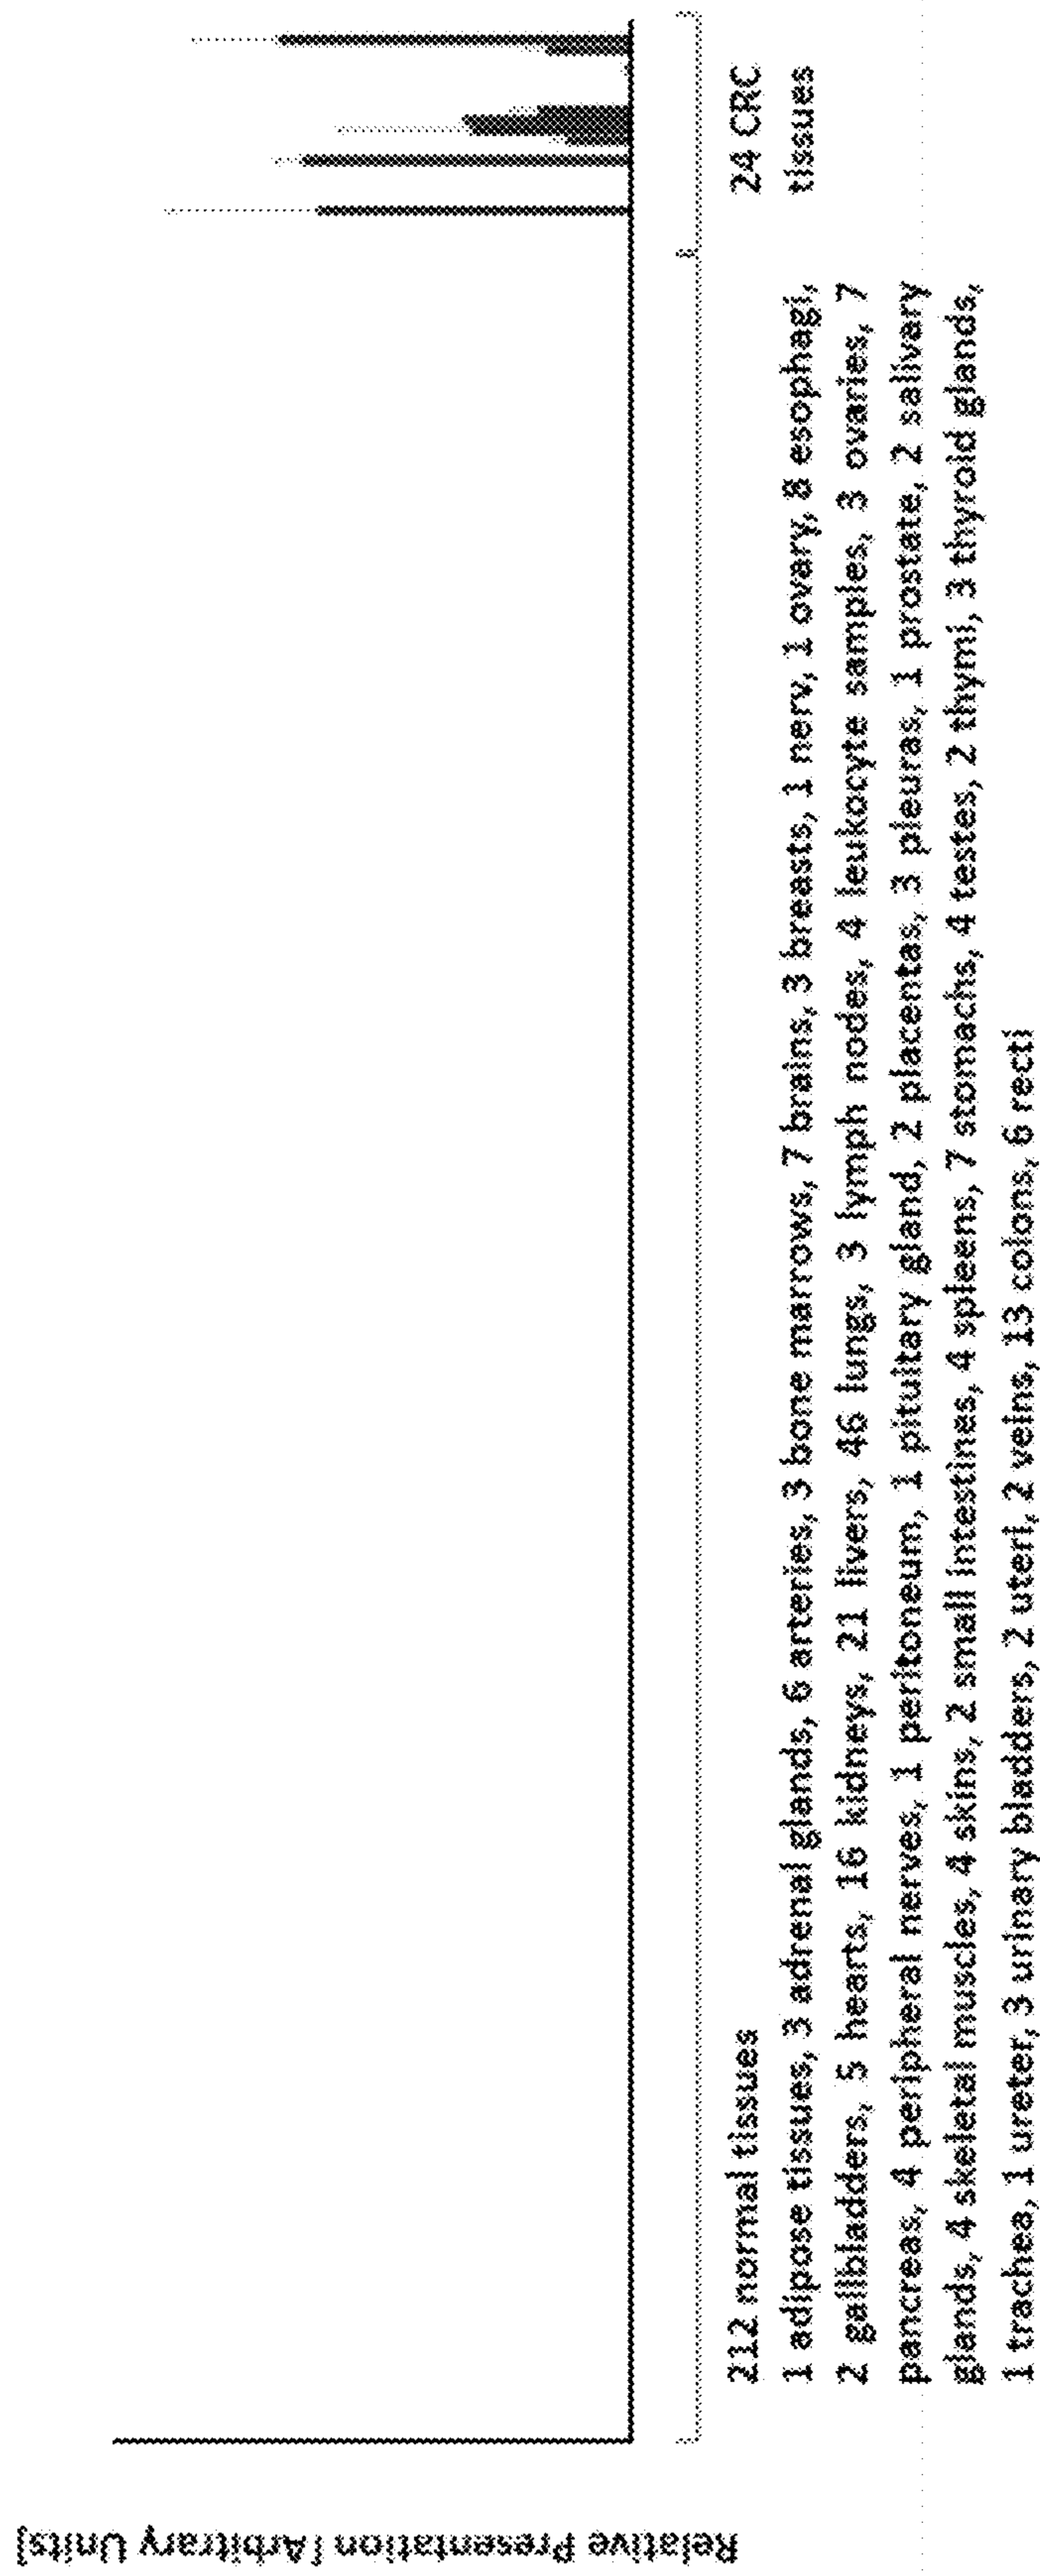 Relative Presentation [Arbitrary Units]
212 normal tissues
1 adipose tissues, 3 adrenal glands, 6 arteries, 3 bone marrows, 7 brains, 3 breasts, 1 nerv, 1 ovary, 8 esophagi,
2 gallbladders, 5 hearts, 16 kidneys, 21 livers, 46 lungs, 3 lymph nodes, 4 leukocyte samples, 3 ovaries, 7
pancreas, 4 peripheral nerves, 1 peritoneum, 1 pituitary gland, 2 placentas, 3 pleuras, 1 prostate, 2 salivary
glands, 4 skeletal muscles, 4 skins, 2 small intestines, 4 spleens, 7 stomachs, 4 testes, 2 thymi, 3 thyroid glands,
1 trachea, 1 ureter, 3 urinary bladders, 2 uteri, 2 veins, 13 colons, 6 recti
24 CRC
tissues